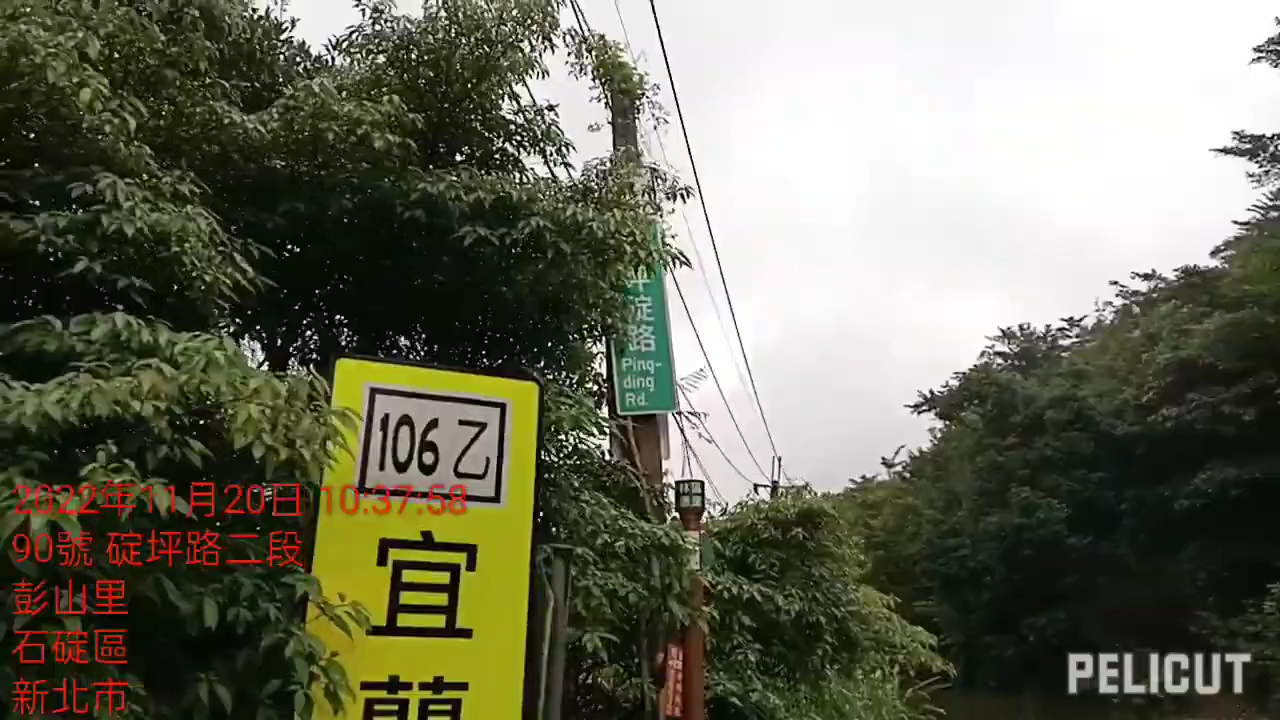 坪淀路
Ping-
ding
Rd.
106乙
宜
蘭
2022年11月20日 10:37:58
90號 碇坪路二段
彭山里
石碇區
新北市
PELICUT